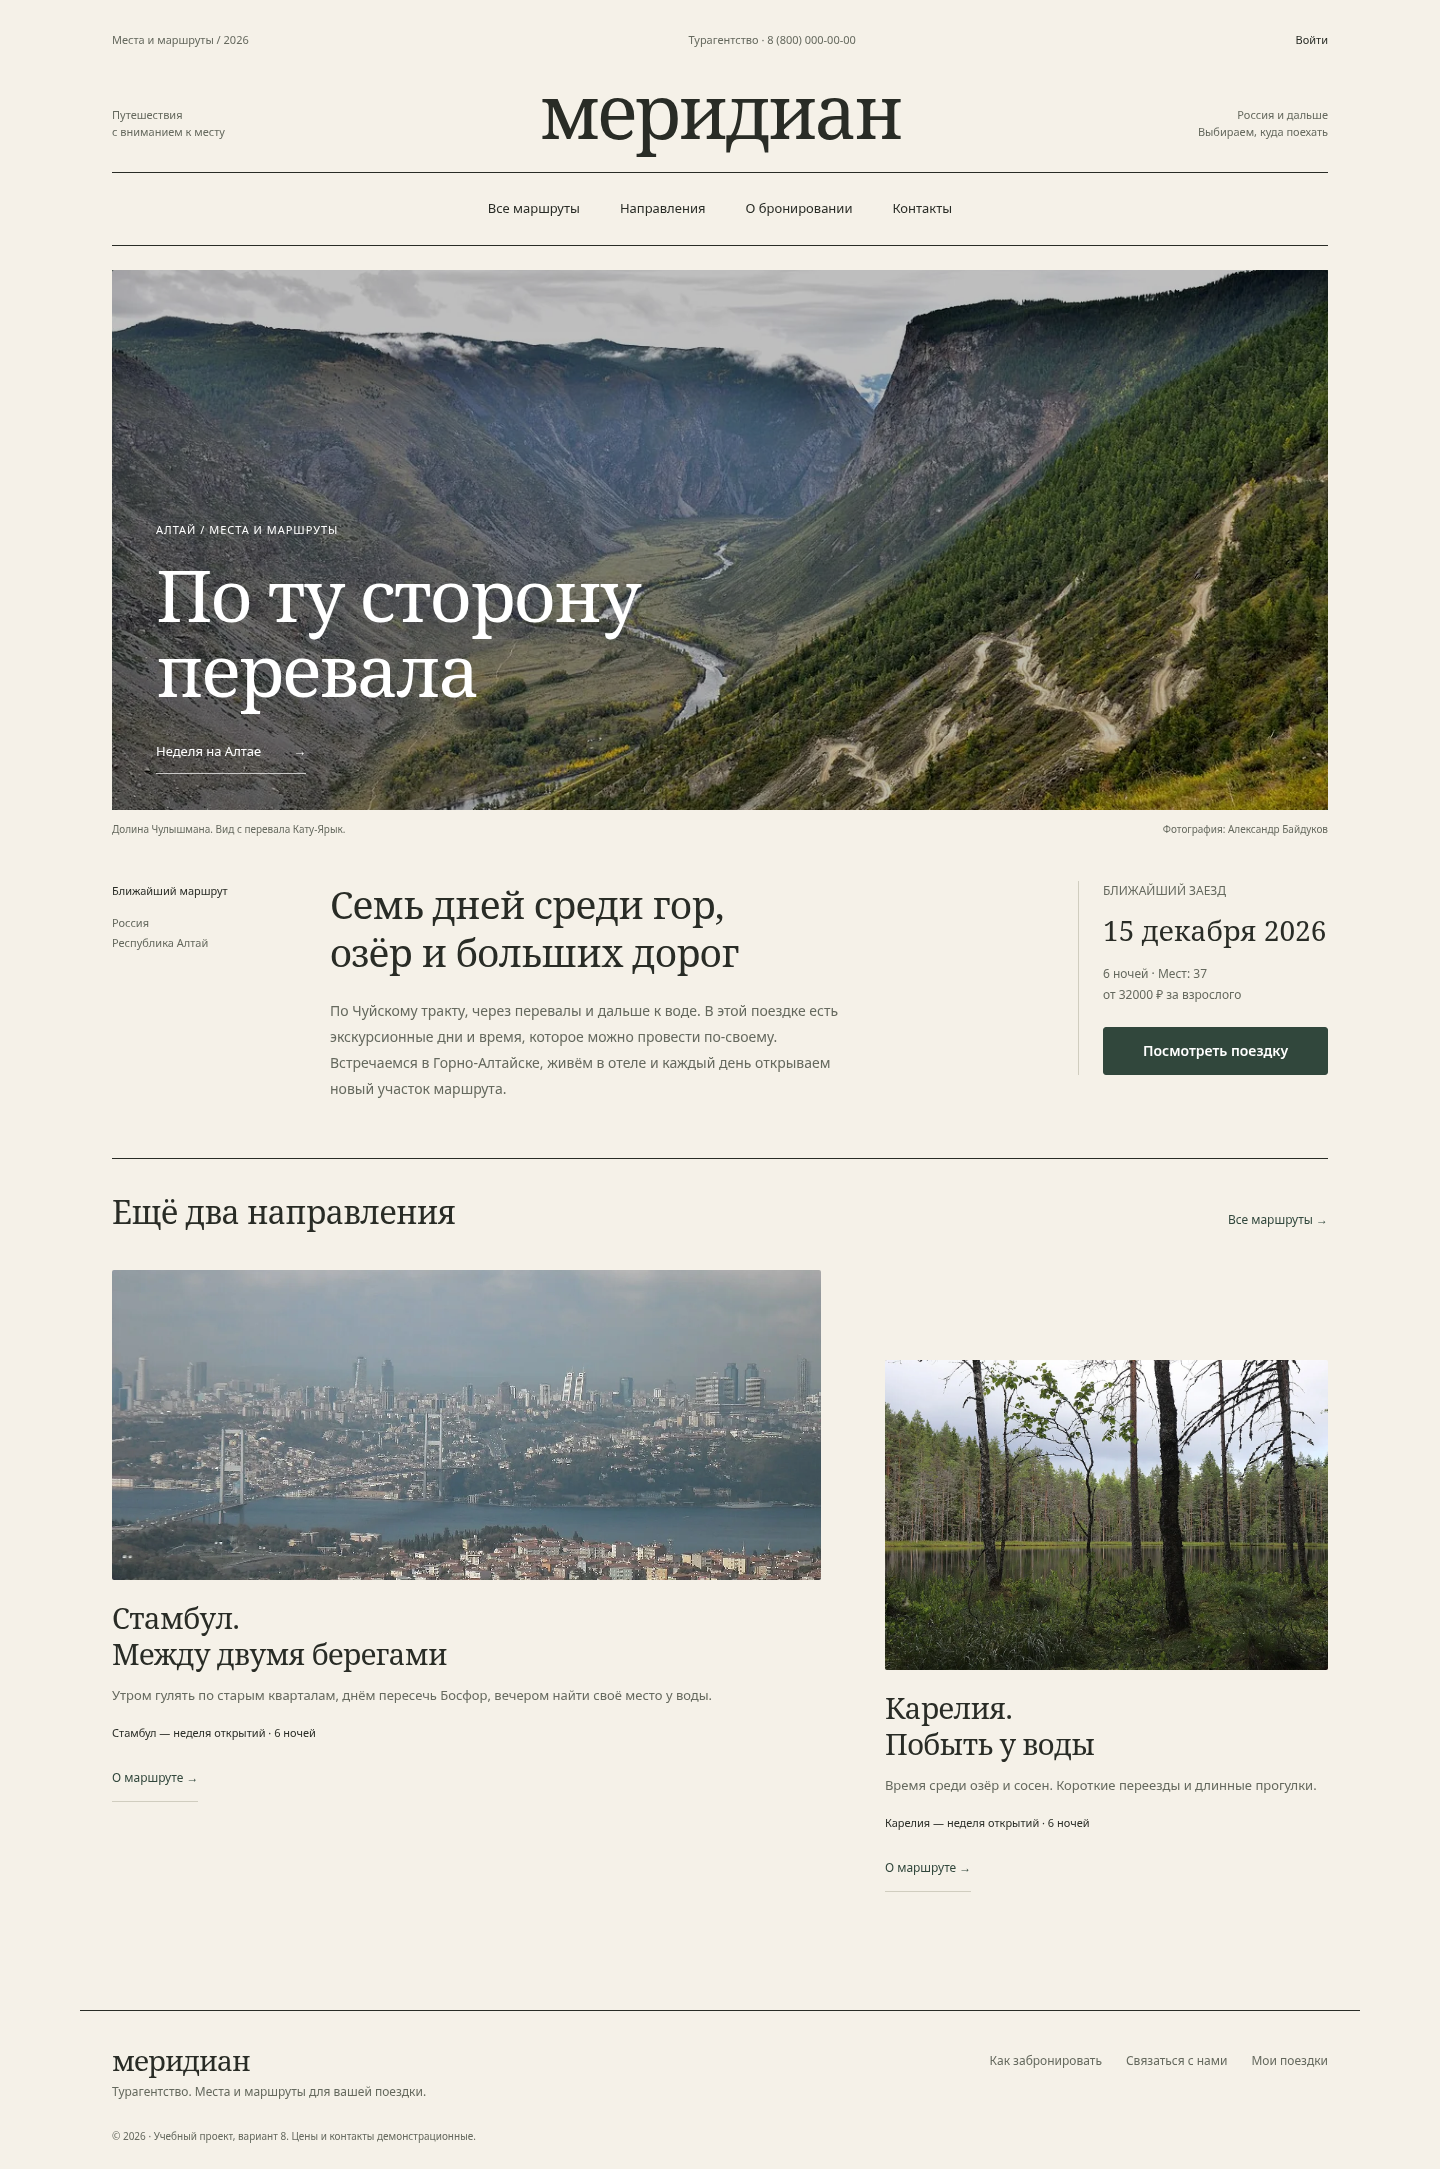 Места и маршруты / 2026
Турагентство · 8 (800) 000-00-00
Войти
Путешествия
с вниманием к месту
меридиан
Россия и дальше
Выбираем, куда поехать
Все маршруты
Направления
О бронировании
Контакты
АЛТАЙ / МЕСТА И МАРШРУТЫ
По ту сторону
перевала
Неделя на Алтае →
Долина Чулышмана. Вид с перевала Кату-Ярык.
Фотография: Александр Байдуков
Ближайший маршрут
Россия
Республика Алтай
Семь дней среди гор,
озёр и больших дорог
По Чуйскому тракту, через перевалы и дальше к воде. В этой поездке есть
экскурсионные дни и время, которое можно провести по-своему.
Встречаемся в Горно-Алтайске, живём в отеле и каждый день открываем
новый участок маршрута.
БЛИЖАЙШИЙ ЗАЕЗД
15 декабря 2026
6 ночей · Мест: 37
от 32000 ₽ за взрослого
Посмотреть поездку
Ещё два направления
Все маршруты →
Стамбул.
Между двумя берегами
Утром гулять по старым кварталам, днём пересечь Босфор, вечером найти своё место у воды.
Стамбул — неделя открытий · 6 ночей
О маршруте →
Карелия.
Побыть у воды
Время среди озёр и сосен. Короткие переезды и длинные прогулки.
Карелия — неделя открытий · 6 ночей
О маршруте →
меридиан
Турагентство. Места и маршруты для вашей поездки.
Как забронировать
Связаться с нами
Мои поездки
© 2026 · Учебный проект, вариант 8. Цены и контакты демонстрационные.